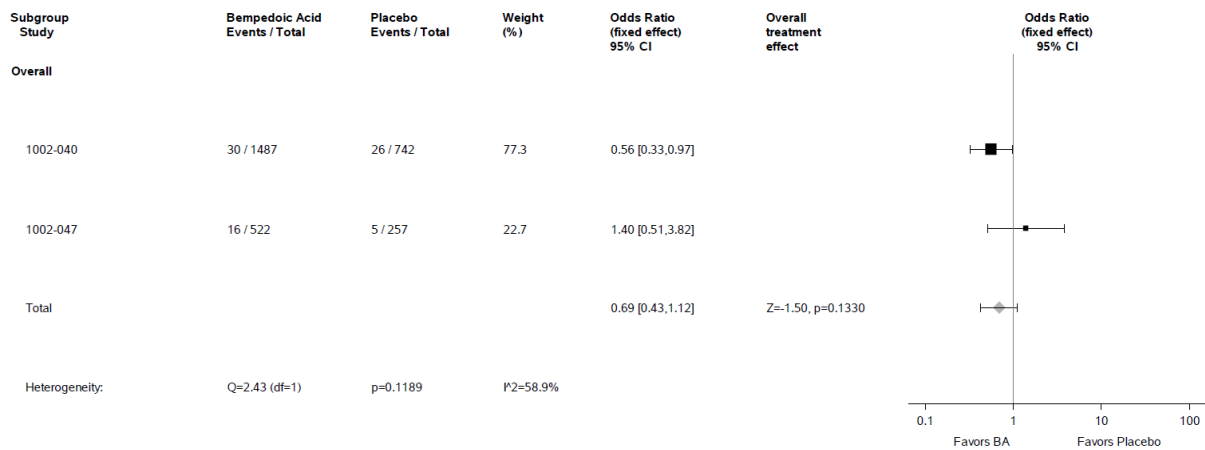 Subgroup
Study
Bempedoic Acid
Events / Total
Placebo
Events / Total
Weight
(%)
Odds Ratio
(fixed effect)
95% CI
Overall
treatment
effect
Odds Ratio
(fixed effect)
95% CI
Overall
1002-040 30 / 1487 26 / 742 77.3 0.56 [0.33,0.97]
1002-047 16 / 522 5 / 257 22.7 1.40 [0.51,3.82]
Total 0.69 [0.43,1.12] Z=-1.50, p=0.1330
Heterogeneity: Q=2.43 (df=1) p=0.1189 I^2=58.9%
0.1 1 10 100
Favors BA Favors Placebo